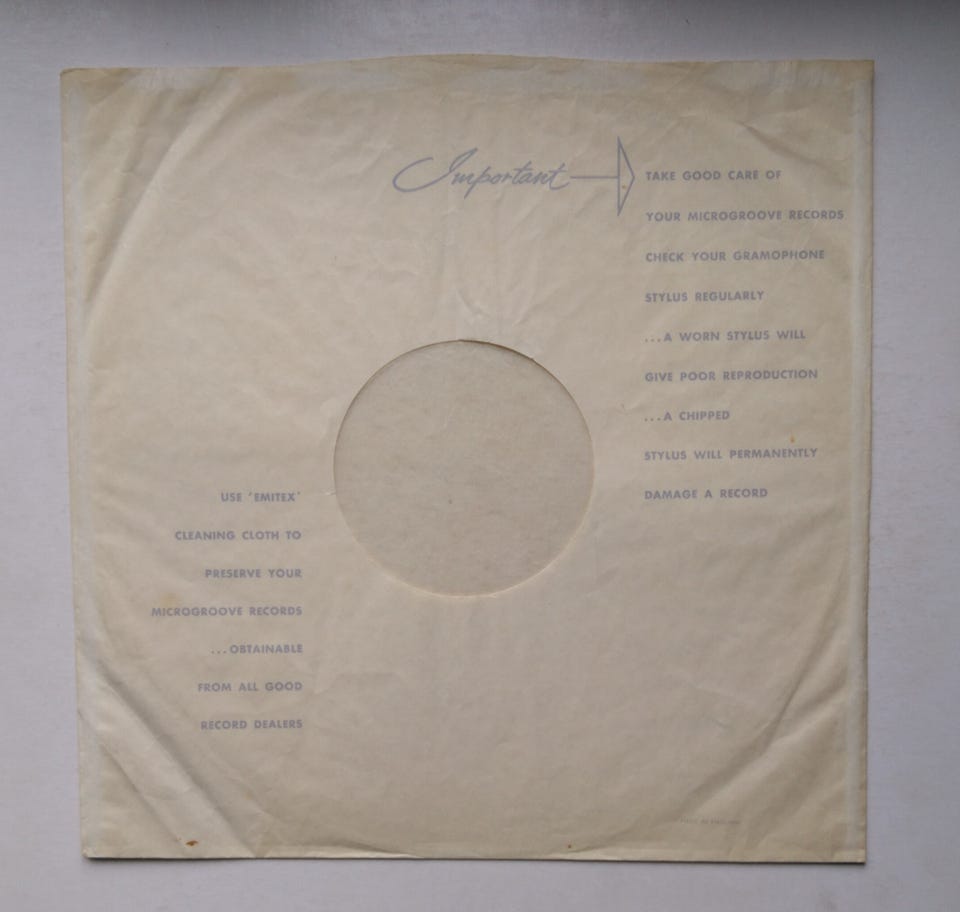 Important
TAKE GOOD CARE OF
YOUR MICROGROOVE RECORDS
CHECK YOUR GRAMOPHONE
STYLUS REGULARLY
...A WORN STYLUS WILL
GIVE POOR REPRODUCTION
...A CHIPPED
STYLUS WILL PERMANENTLY
DAMAGE A RECORD
USE 'EMITEX'
CLEANING CLOTH TO
PRESERVE YOUR
MICROGROOVE RECORDS
...OBTAINABLE
FROM ALL GOOD
RECORD DEALERS